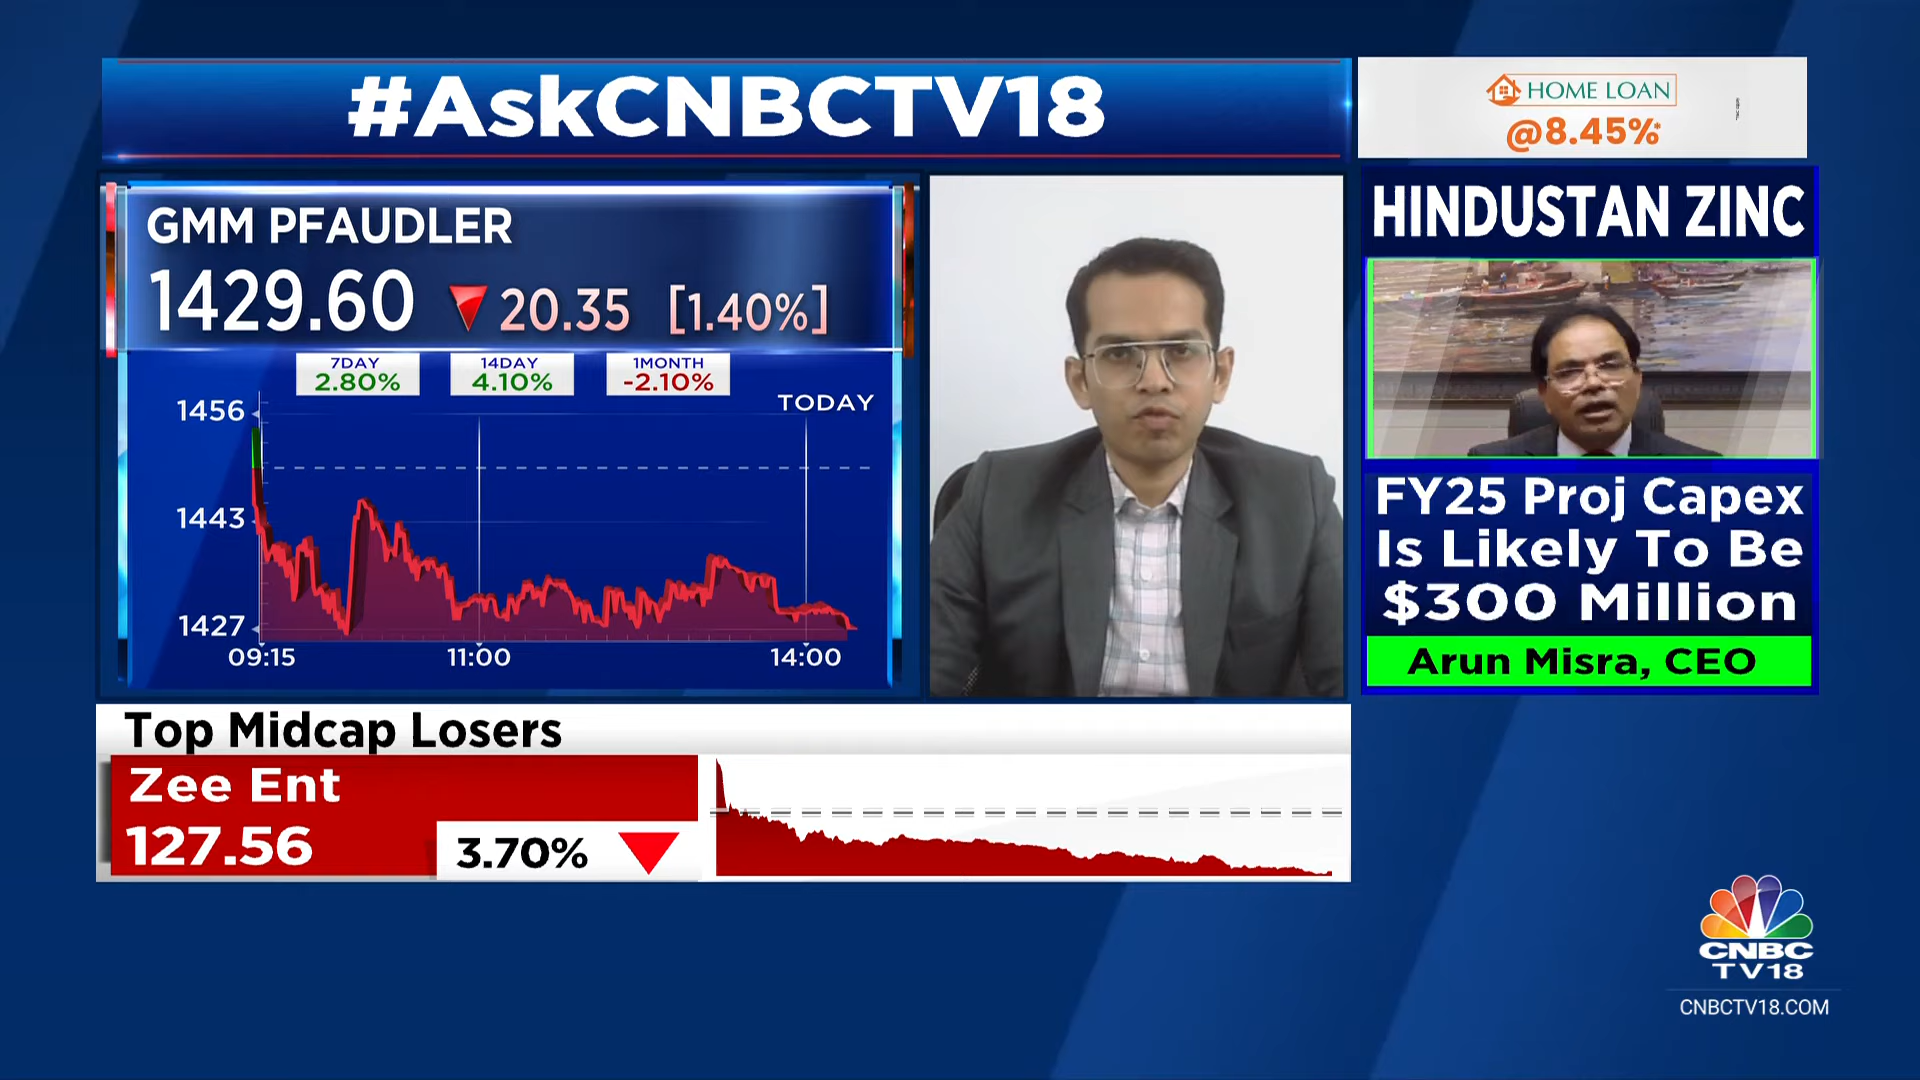 #AskCNBCTV18
HOME LOAN
@8.45%*
GMM PFAUDLER
1429.60 ▼ 20.35 [1.40%]
7DAY
2.80%
14DAY
4.10%
1MONTH
-2.10%
TODAY
1456
1443
1427
09:15
11:00
14:00
HINDUSTAN ZINC
FY25 Proj Capex
Is Likely To Be
$300 Million
Arun Misra, CEO
Top Midcap Losers
Zee Ent
127.56
3.70% ▼
CNBC
TV18
CNBCTV18.COM